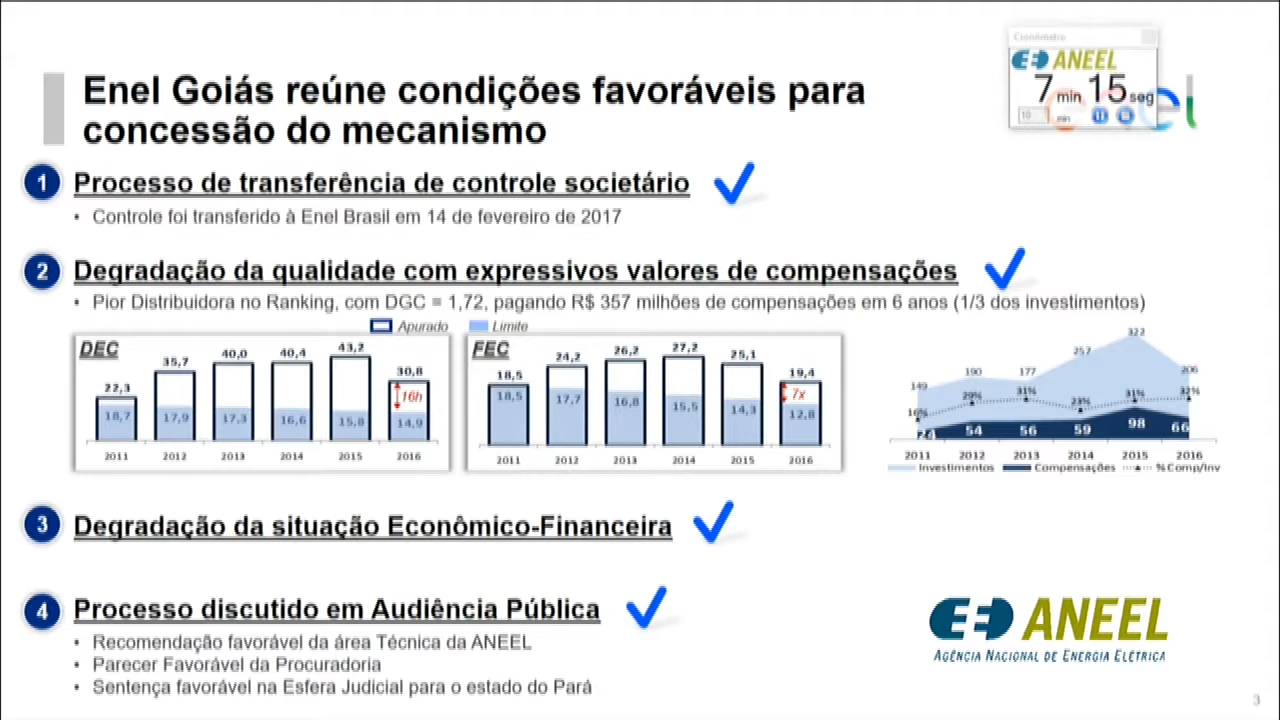 Cronômetro
ANEEL
7 min 15 seg
10 min
Enel Goiás reúne condições favoráveis para
concessão do mecanismo
1 Processo de transferência de controle societário
• Controle foi transferido à Enel Brasil em 14 de fevereiro de 2017
2 Degradação da qualidade com expressivos valores de compensações
• Pior Distribuidora no Ranking, com DGC = 1,72, pagando R$ 357 milhões de compensações em 6 anos (1/3 dos investimentos)
Apurado Limite
DEC
22,3 35,7 40,0 40,4 43,2 30,8
16h
18,7 17,9 17,3 16,6 15,8 14,9
2011 2012 2013 2014 2015 2016
FEC
18,5 24,2 26,2 27,2 25,1 19,4
7x
18,5 17,7 16,8 15,5 14,3 12,8
2011 2012 2013 2014 2015 2016
149 190 177 257 322 206
16% 29% 31% 23% 31% 32%
24 54 56 59 98 66
2011 2012 2013 2014 2015 2016
Investimentos Compensações % Comp/Inv
3 Degradação da situação Econômico-Financeira
4 Processo discutido em Audiência Pública
• Recomendação favorável da área Técnica da ANEEL
• Parecer Favorável da Procuradoria
• Sentença favorável na Esfera Judicial para o estado do Pará
ANEEL
AGÊNCIA NACIONAL DE ENERGIA ELÉTRICA
3